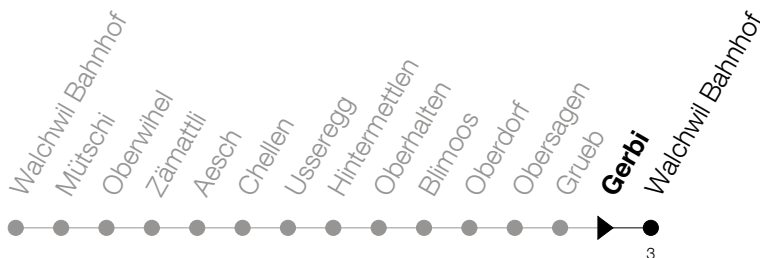 Walchwil Bahnhof
Mütschi
Oberwihel
Zämattli
Aesch
Chellen
Usseregg
Hintermettlen
Oberhalten
Blimoos
Oberdorf
Obersagen
Grueb
Gerbi
Walchwil Bahnhof
3